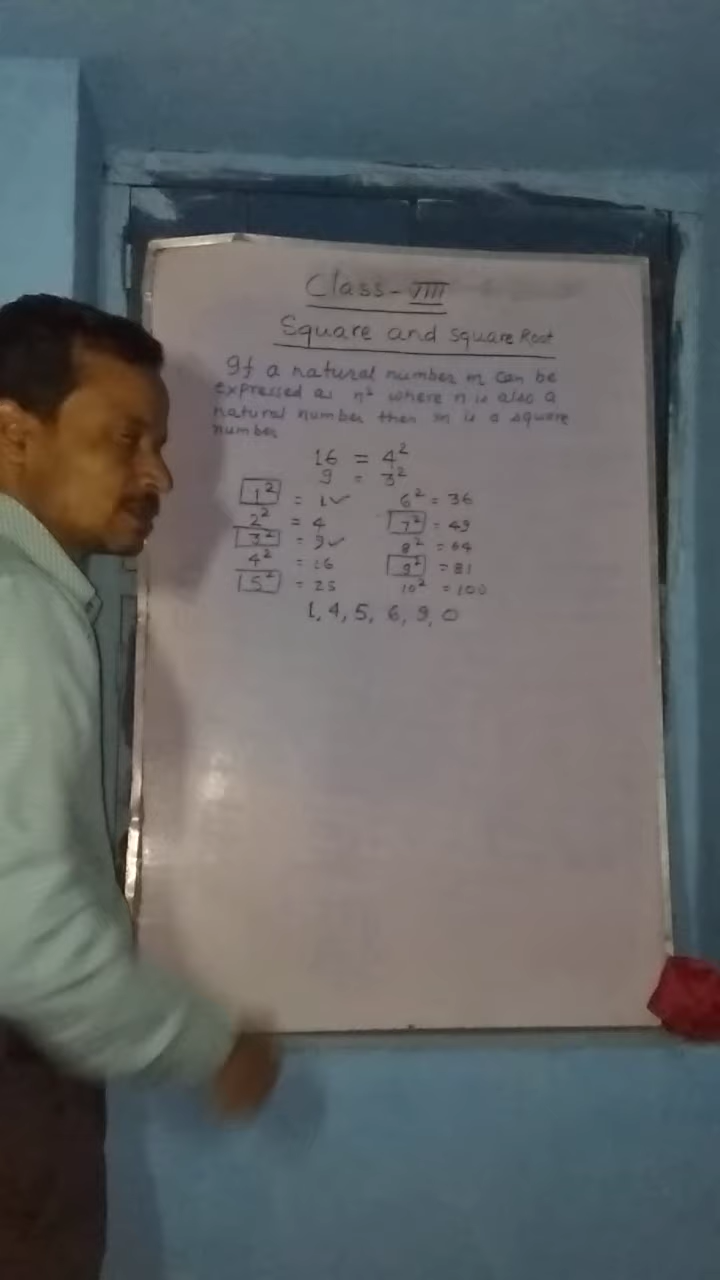 Class - VIII
Square and Square Root
If a natural number m can be
expressed as n² where n is also a
natural number then m is a square
number
16 = 4²
9 = 3²
1² = 1 ✓
2² = 4
3² = 9 ✓
4² = 16
5² = 25
6² = 36
7² = 49
8² = 64
9² = 81
10² = 100
1, 4, 5, 6, 9, 0